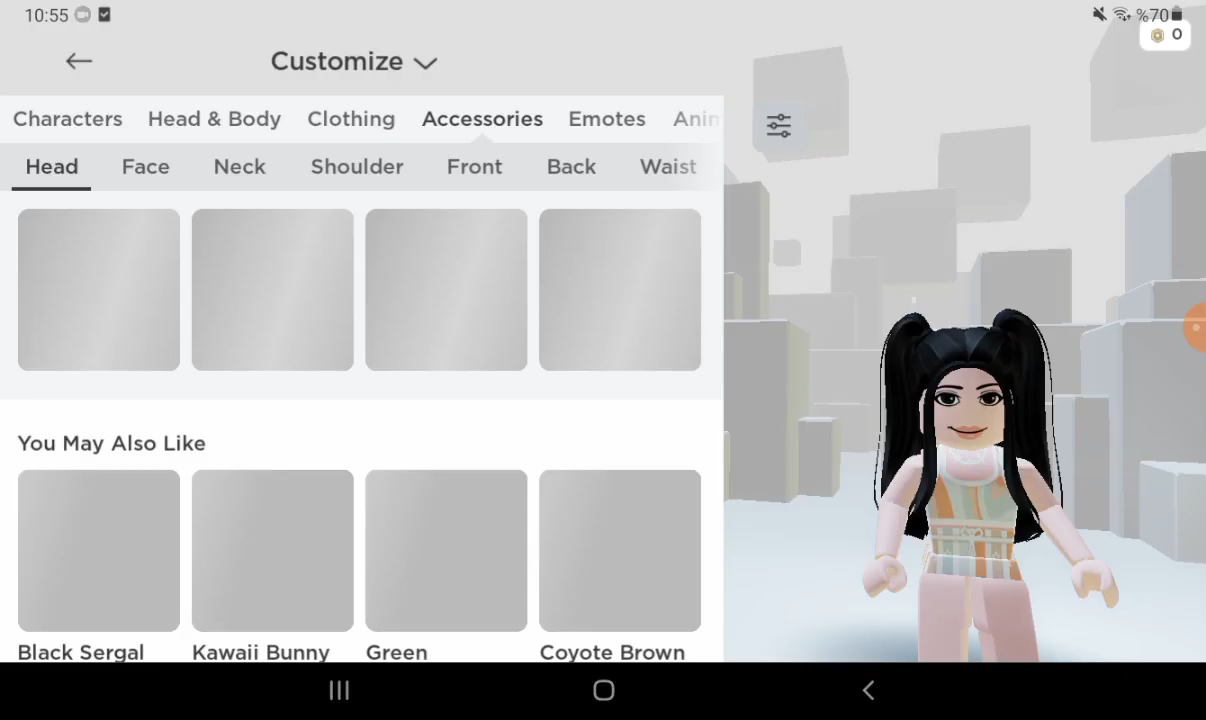 10:55
%70
0
Customize
Characters Head & Body Clothing Accessories Emotes Anim
Head Face Neck Shoulder Front Back Waist
You May Also Like
Black Sergal Kawaii Bunny Green Coyote Brown